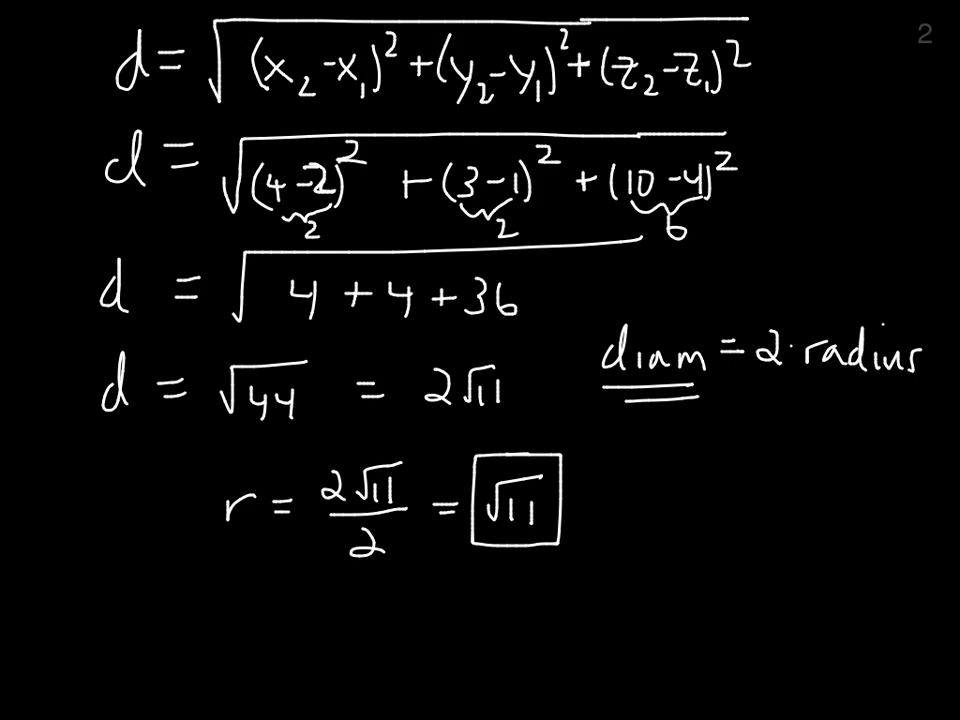 2
d = √(x₂ - x₁)² + (y₂ - y₁)² + (z₂ - z₁)²
d = √(4 - 2)² + (3 - 1)² + (10 - 4)²
2 2 6
d = √4 + 4 + 36
diam = 2 · radius
d = √44 = 2√11
r = 2√11 / 2 = √11